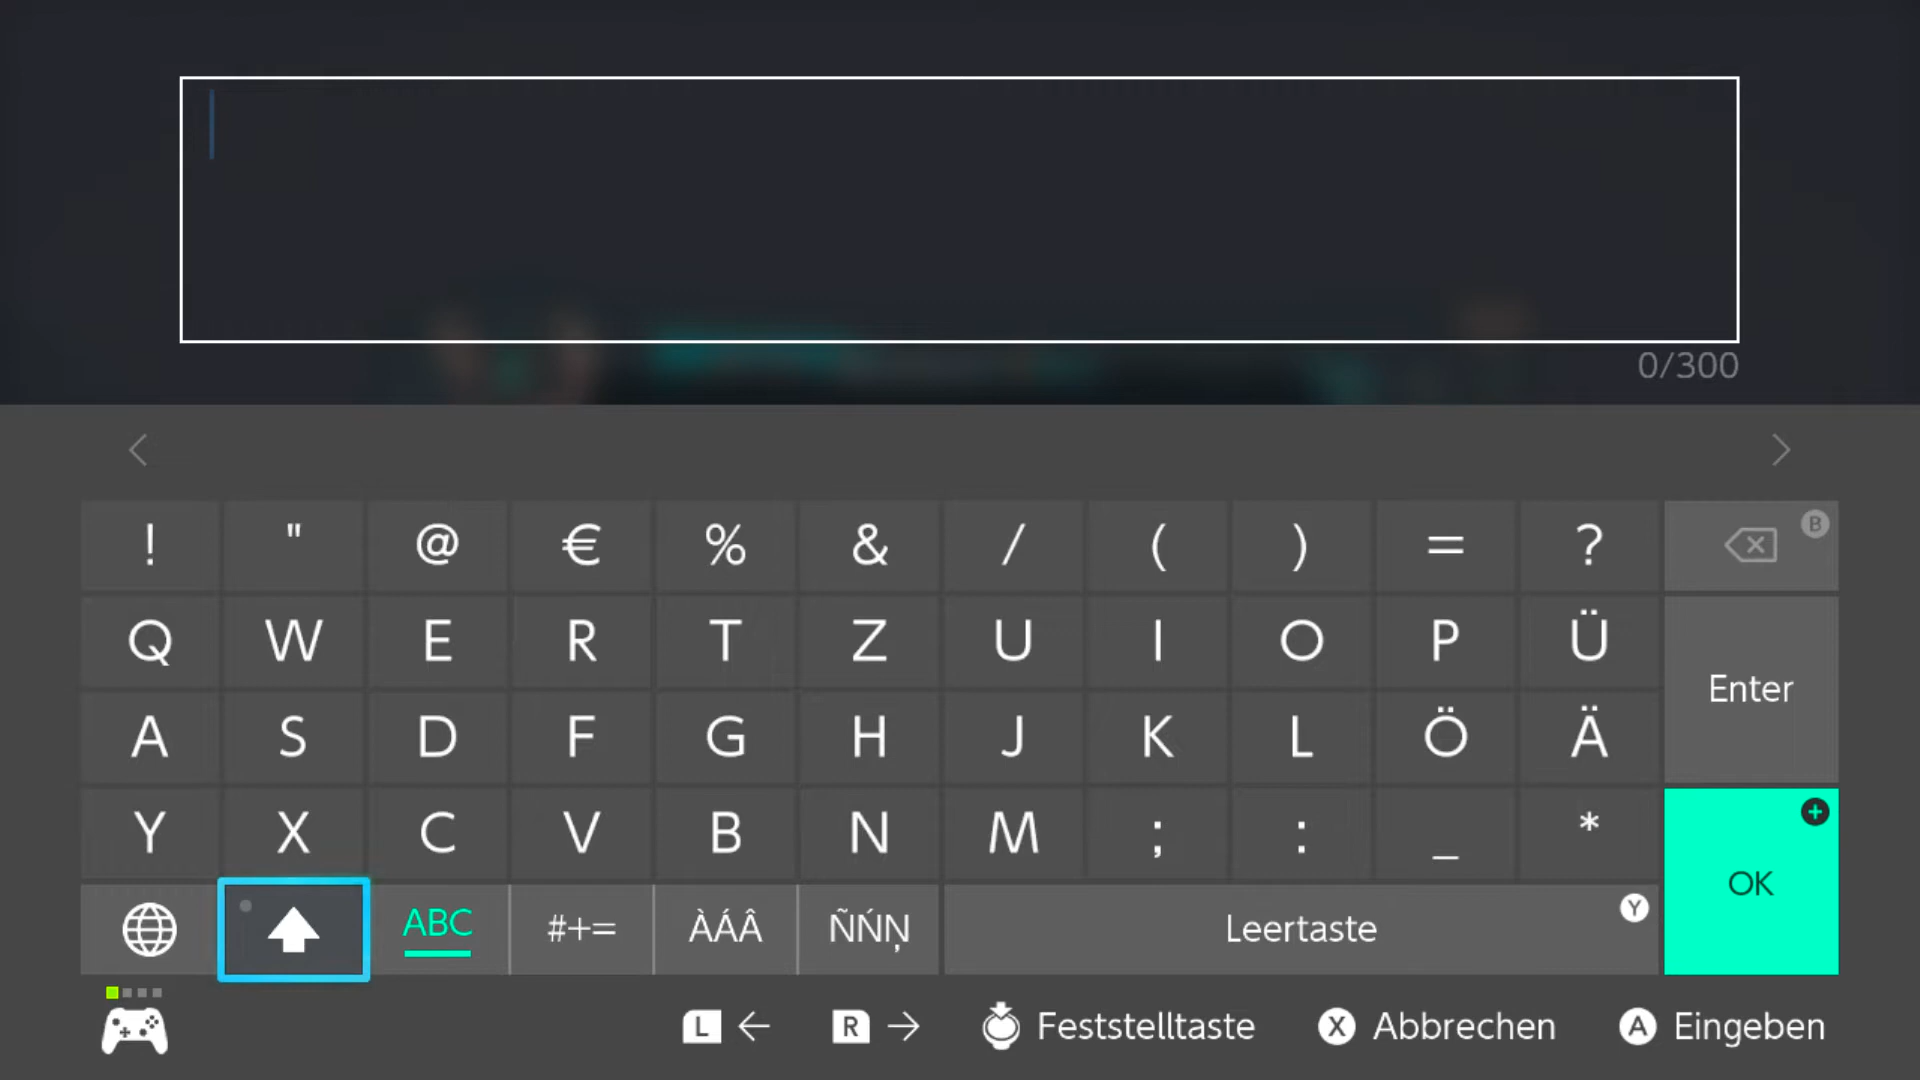 0/300
! " @ € % & / ( ) = ? B
Q W E R T Z U I O P Ü
Enter
A S D F G H J K L Ö Ä
Y X C V B N M ; : _ *
OK
ABC #+= ÀÁÂ ÑŃŅ Leertaste Y
L ← R → Feststelltaste X Abbrechen A Eingeben